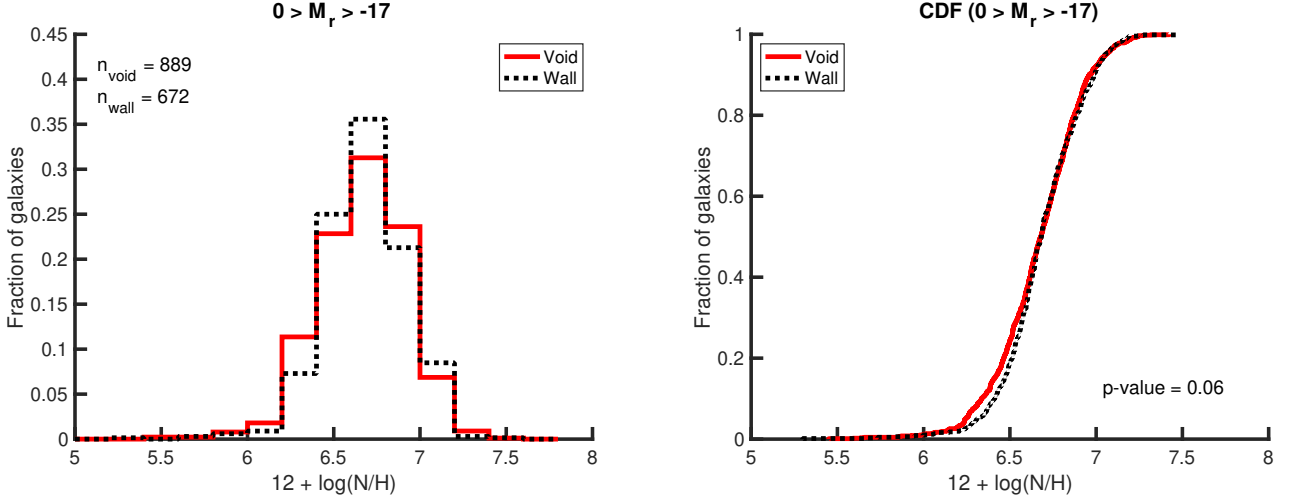 0 > M_r > -17
0.45
0.4
0.35
0.3
0.25
0.2
0.15
0.1
0.05
0
Fraction of galaxies
n_void = 889
n_wall = 672
Void
Wall
5
5.5
6
6.5
7
7.5
8
12 + log(N/H)
CDF (0 > M_r > -17)
1
0.8
0.6
0.4
0.2
0
Fraction of galaxies
Void
Wall
p-value = 0.06
5
5.5
6
6.5
7
7.5
8
12 + log(N/H)